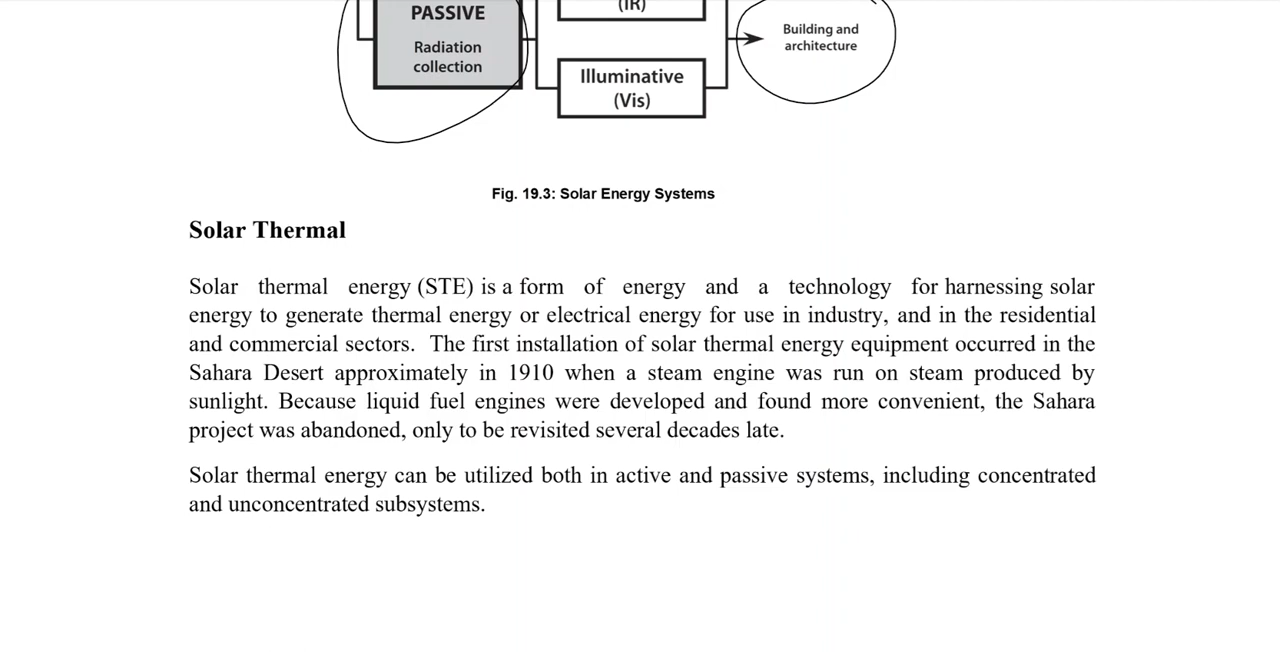 (IR)
PASSIVE
Radiation
collection
Building and
architecture
Illuminative
(Vis)
Fig. 19.3: Solar Energy Systems
Solar Thermal
Solar thermal energy (STE) is a form of energy and a technology for harnessing solar
energy to generate thermal energy or electrical energy for use in industry, and in the residential
and commercial sectors. The first installation of solar thermal energy equipment occurred in the
Sahara Desert approximately in 1910 when a steam engine was run on steam produced by
sunlight. Because liquid fuel engines were developed and found more convenient, the Sahara
project was abandoned, only to be revisited several decades late.
Solar thermal energy can be utilized both in active and passive systems, including concentrated
and unconcentrated subsystems.